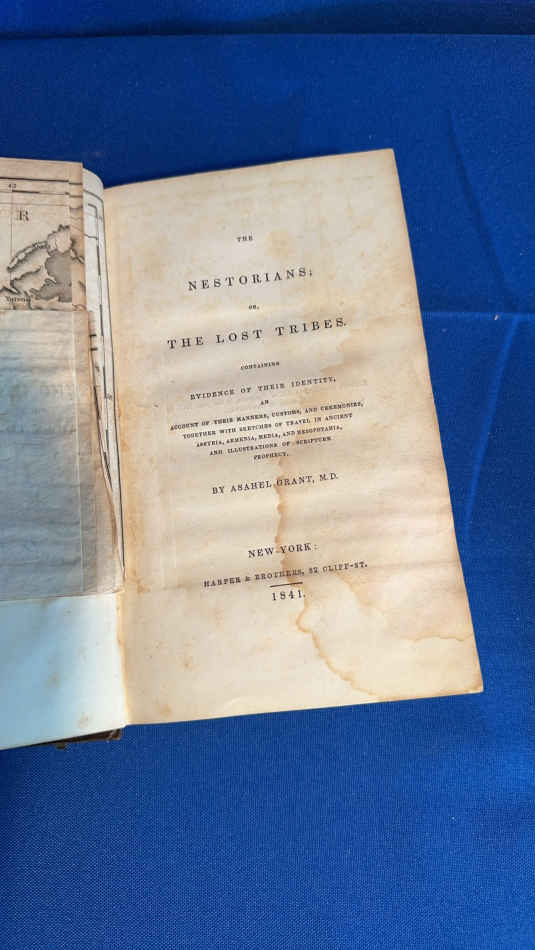 42
R
THE
NESTORIANS;
OR,
THE LOST TRIBES.
CONTAINING
EVIDENCE OF THEIR IDENTITY,
AN
ACCOUNT OF THEIR MANNERS, CUSTOMS, AND CEREMONIES,
TOGETHER WITH SKETCHES OF TRAVEL IN ANCIENT
ASSYRIA, ARMENIA, MEDIA, AND MESOPOTAMIA,
AND ILLUSTRATIONS OF SCRIPTURE
PROPHECY.
BY ASAHEL GRANT, M.D.
NEW-YORK:
HARPER & BROTHERS, 82 CLIFF-ST.
1841.